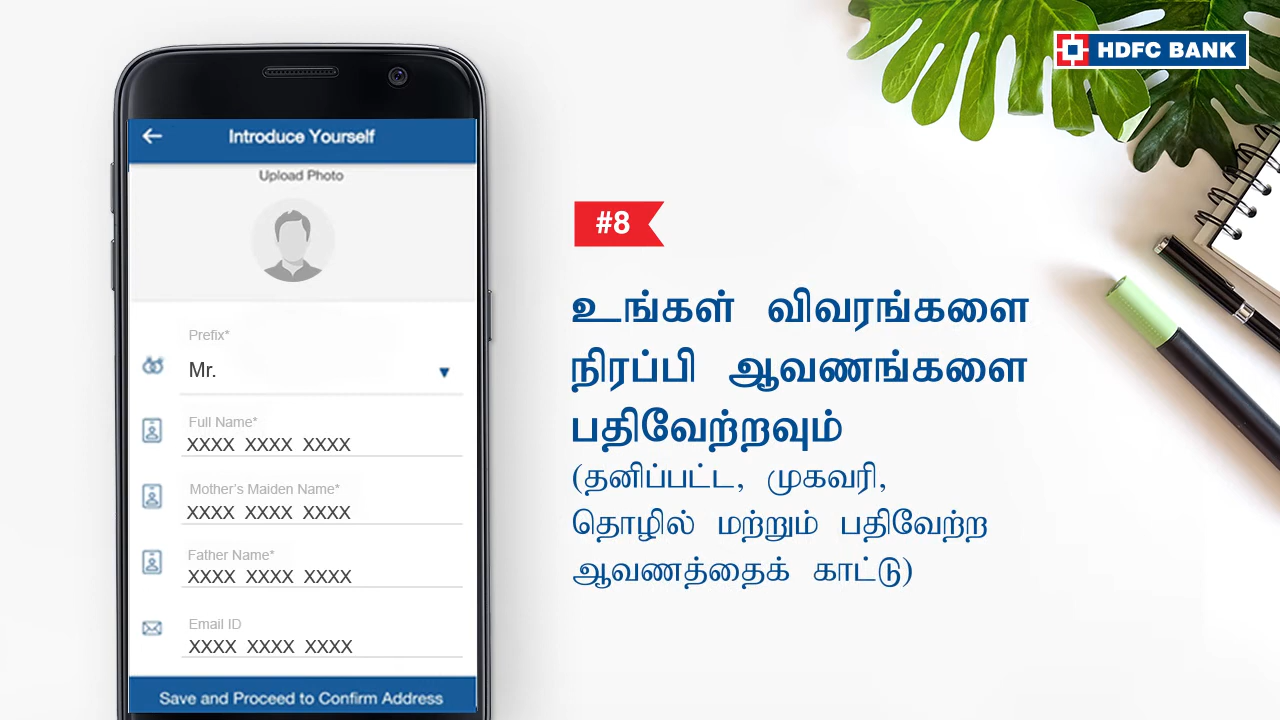 HDFC BANK
Introduce Yourself
Upload Photo
Prefix*
Mr.
Full Name*
XXXX XXXX XXXX
Mother's Maiden Name*
XXXX XXXX XXXX
Father Name*
XXXX XXXX XXXX
Email ID
XXXX XXXX XXXX
Save and Proceed to Confirm Address
#8
உங்கள் விவரங்களை
நிரப்பி ஆவணங்களை
பதிவேற்றவும்
(தனிப்பட்ட, முகவரி,
தொழில் மற்றும் பதிவேற்ற
ஆவணத்தைக் காட்டு)